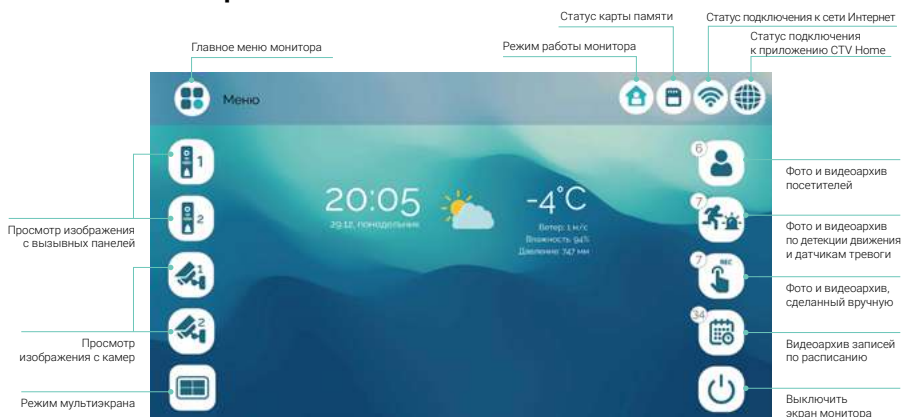 Статус карты памяти
Статус подключения к сети Интернет
Главное меню монитора
Режим работы монитора
Статус подключения
к приложению CTV Home
Меню
1
6
Фото и видеоархив
посетителей
Просмотр изображения
с вызывных панелей
2
20:05
29.12, понедельник
-4°C
Ветер: 1 м/с
Влажность: 94%
Давление: 747 мм
7
Фото и видеоархив
по детекции движения
и датчикам тревоги
1
7
REC
Фото и видеоархив,
сделанный вручную
Просмотр
изображения с камер
2
34
Видеоархив записей
по расписанию
Режим мультиэкрана
Выключить
экран монитора